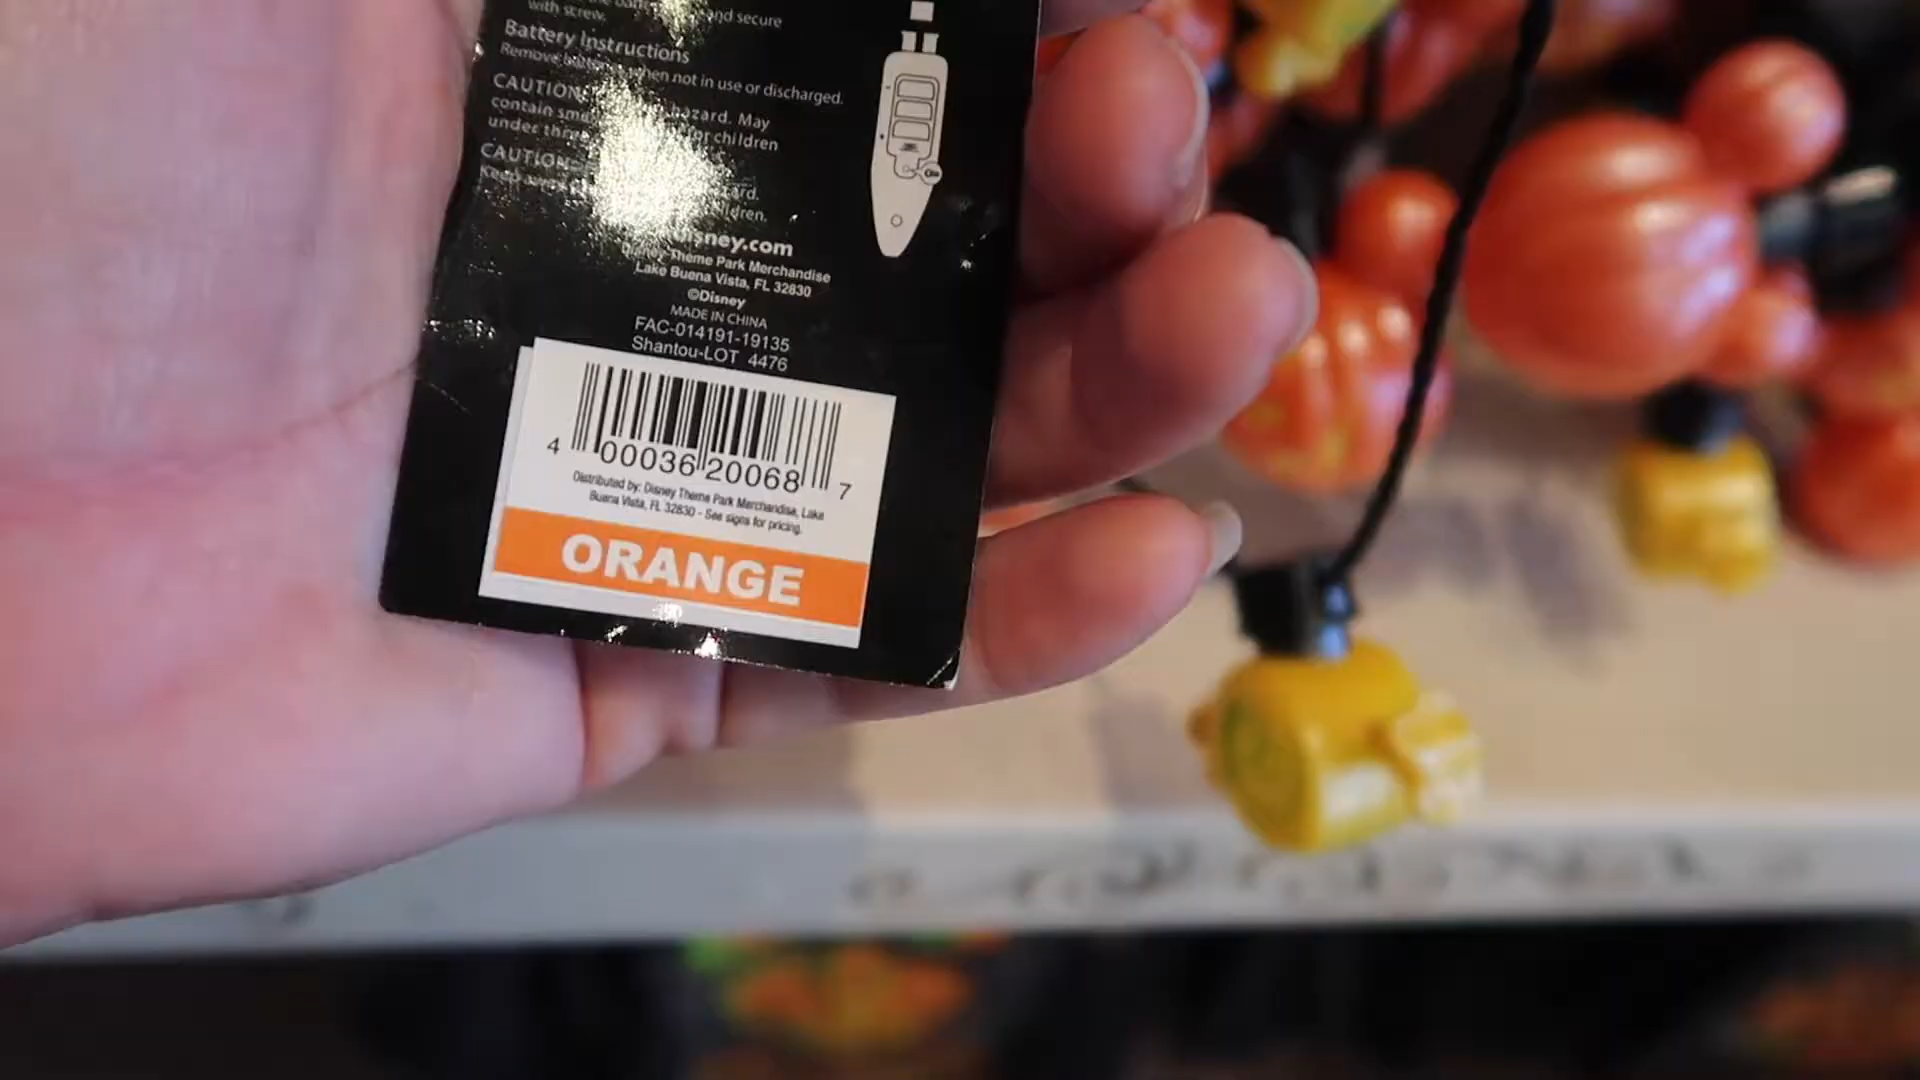 with screw. and secure
Battery Instructions
Remove when not in use or discharged.
CAUTION: hazard. May
contain for children
under
CAUTION:
Keep
Disney.com
Theme Park Merchandise
Lake Buena Vista, FL 32830
©Disney
MADE IN CHINA
FAC-014191-19135
Shantou-LOT 4476
4 00036 20068 7
Distributed by: Disney Theme Park Merchandise, Lake
Buena Vista, FL 32830 - See signs for pricing.
ORANGE